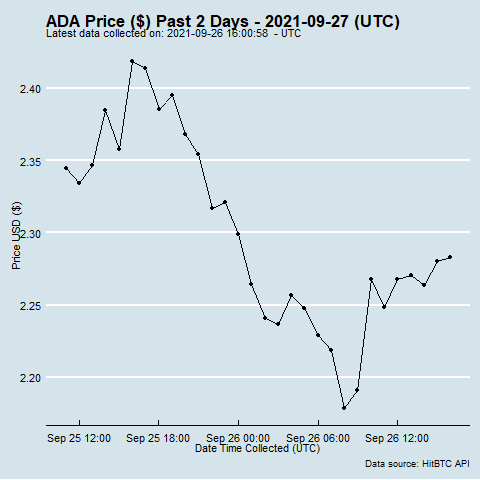 ADA Price ($) Past 2 Days - 2021-09-27 (UTC)
Latest data collected on: 2021-09-26 16:00:58 - UTC
Price USD ($)
2.40
2.35
2.30
2.25
2.20
Sep 25 12:00 Sep 25 18:00 Sep 26 00:00 Sep 26 06:00 Sep 26 12:00
Date Time Collected (UTC)
Data source: HitBTC API